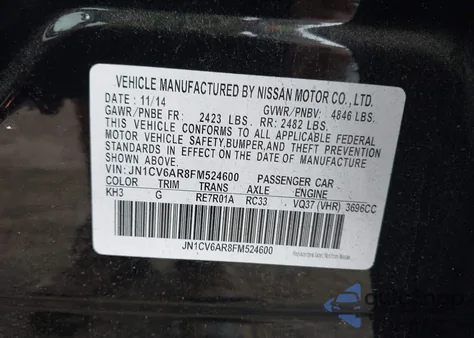 VEHICLE MANUFACTURED BY NISSAN MOTOR CO., LTD.
DATE: 11/14 GVWR/PNBV: 4846 LBS.
GAWR/PNBE FR: 2423 LBS. RR: 2482 LBS.
THIS VEHICLE CONFORMS TO ALL APPLICABLE FEDERAL
MOTOR VEHICLE SAFETY,BUMPER,AND THEFT PREVENTION
STANDARDS IN EFFECT ON THE DATE OF MANUFACTURE
SHOWN ABOVE.
VIN: JN1CV6AR8FM524600 PASSENGER CAR
COLOR TRIM TRANS AXLE ENGINE
KH3 G RE7R01A RC33 VQ37 (VHR) 3696CC
JN1CV6AR8FM524600